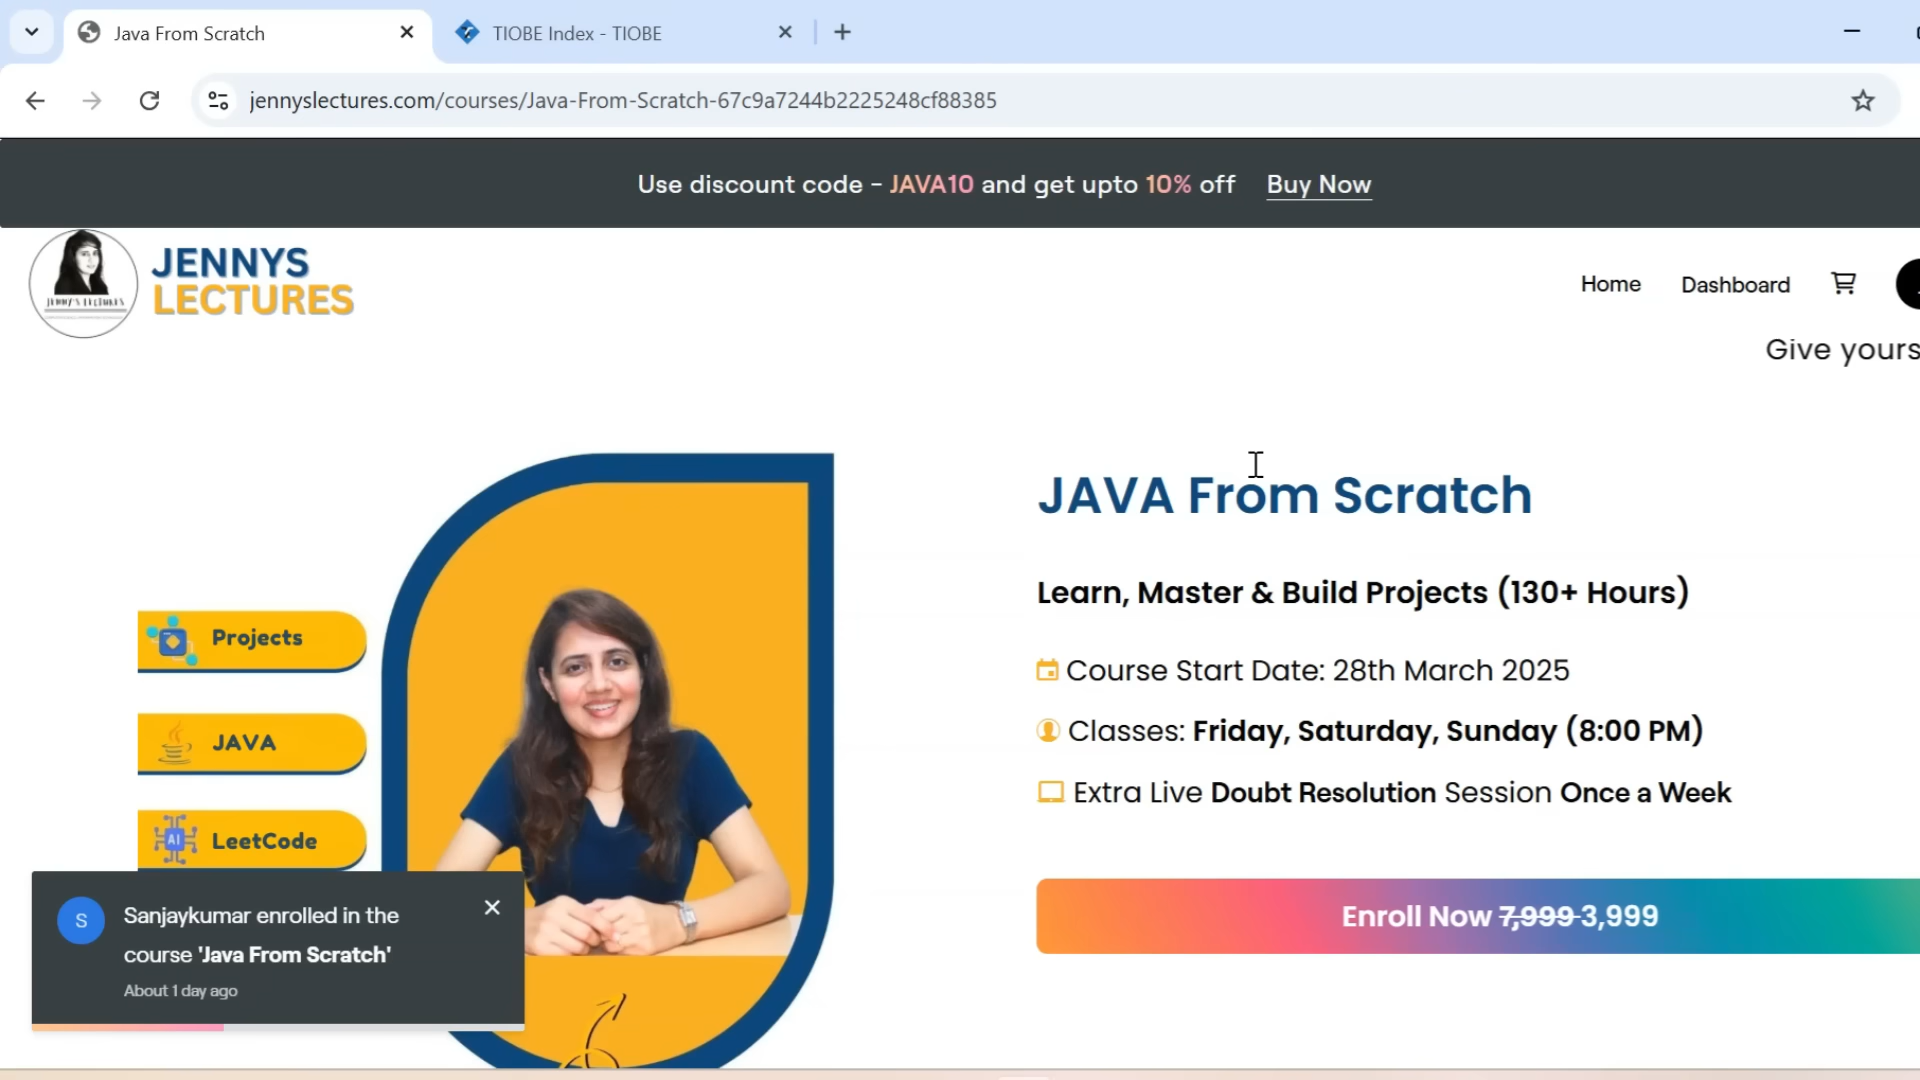 Java From Scratch
TIOBE Index - TIOBE
jennyslectures.com/courses/Java-From-Scratch-67c9a7244b2225248cf88385
Use discount code - JAVA10 and get upto 10% off Buy Now
JENNYS
LECTURES
JENNY'S LECTURES
Home Dashboard
Give yours
JAVA From Scratch
Learn, Master & Build Projects (130+ Hours)
Course Start Date: 28th March 2025
Classes: Friday, Saturday, Sunday (8:00 PM)
Extra Live Doubt Resolution Session Once a Week
Enroll Now 7,999 3,999
Projects
JAVA
AI LeetCode
S
Sanjaykumar enrolled in the
course 'Java From Scratch'
About 1 day ago